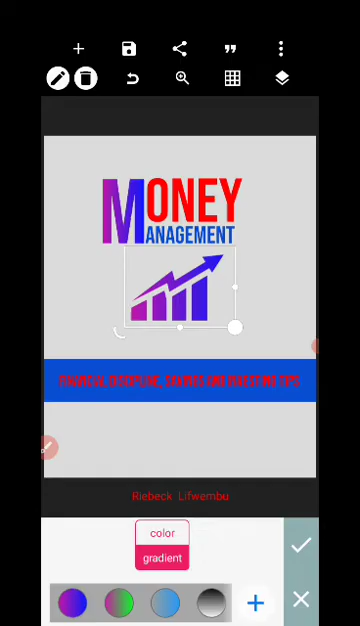 MONEY
MANAGEMENT
FINANCIAL DISCIPLINE, SAVINGS AND INVESTING TIPS
Riebeck Lifwembu
color
gradient